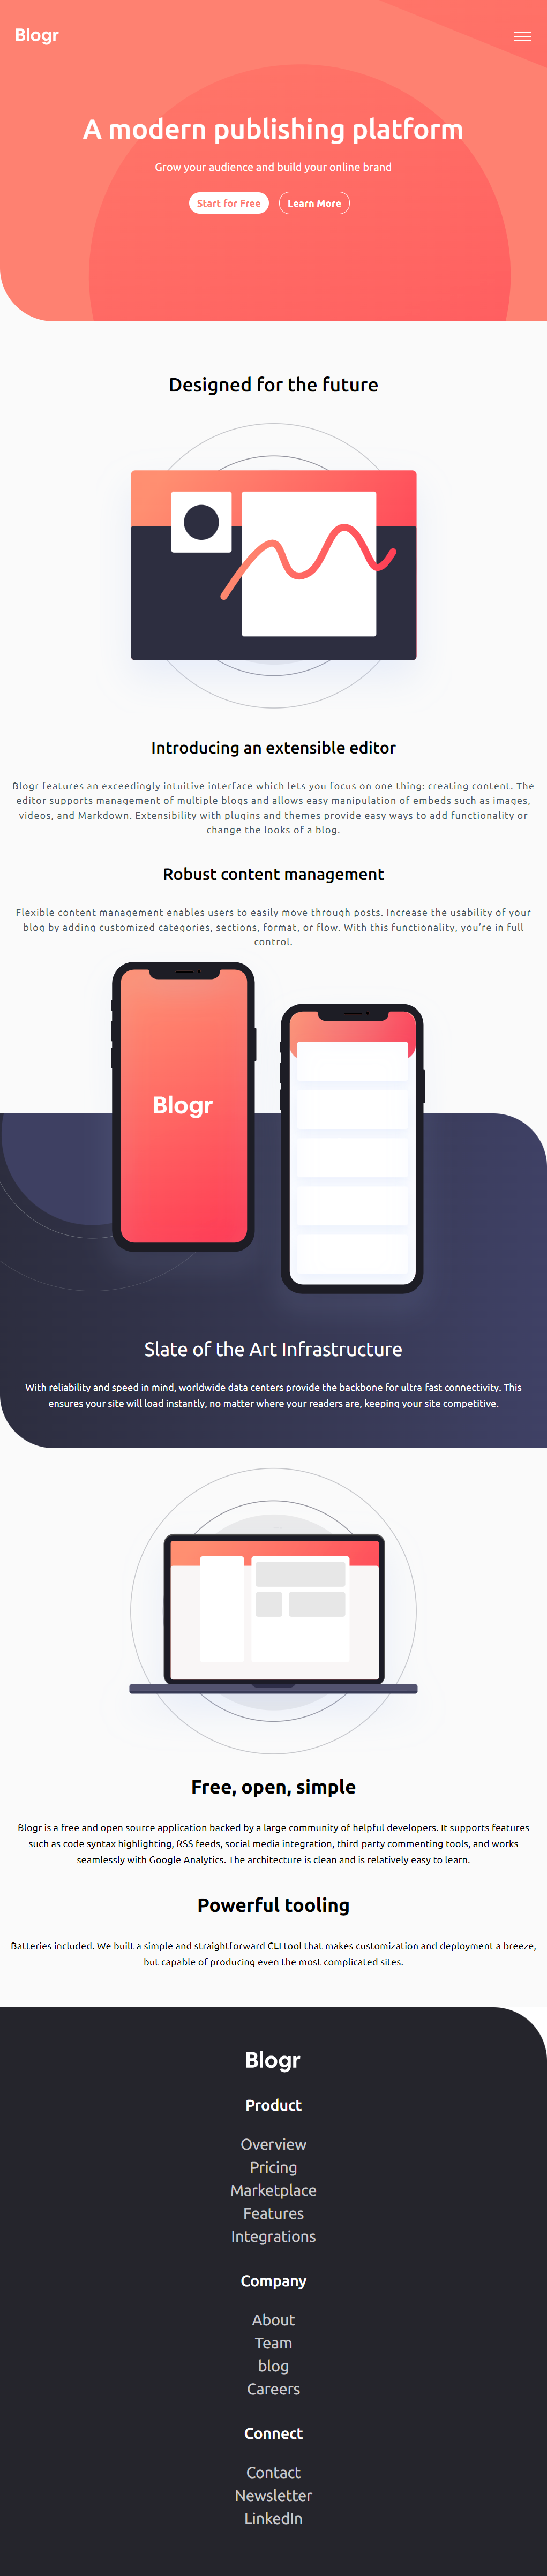 Blogr
A modern publishing platform
Grow your audience and build your online brand
Start for Free
Learn More
Designed for the future
Introducing an extensible editor
Blogr features an exceedingly intuitive interface which lets you focus on one thing: creating content. The
editor supports management of multiple blogs and allows easy manipulation of embeds such as images,
videos, and Markdown. Extensibility with plugins and themes provide easy ways to add functionality or
change the looks of a blog.
Robust content management
Flexible content management enables users to easily move through posts. Increase the usability of your
blog by adding customized categories, sections, format, or flow. With this functionality, you're in full
control.
Blogr
Slate of the Art Infrastructure
With reliability and speed in mind, worldwide data centers provide the backbone for ultra-fast connectivity. This
ensures your site will load instantly, no matter where your readers are, keeping your site competitive.
Free, open, simple
Blogr is a free and open source application backed by a large community of helpful developers. It supports features
such as code syntax highlighting, RSS feeds, social media integration, third-party commenting tools, and works
seamlessly with Google Analytics. The architecture is clean and is relatively easy to learn.
Powerful tooling
Batteries included. We built a simple and straightforward CLI tool that makes customization and deployment a breeze,
but capable of producing even the most complicated sites.
Blogr
Product
Overview
Pricing
Marketplace
Features
Integrations
Company
About
Team
blog
Careers
Connect
Contact
Newsletter
LinkedIn